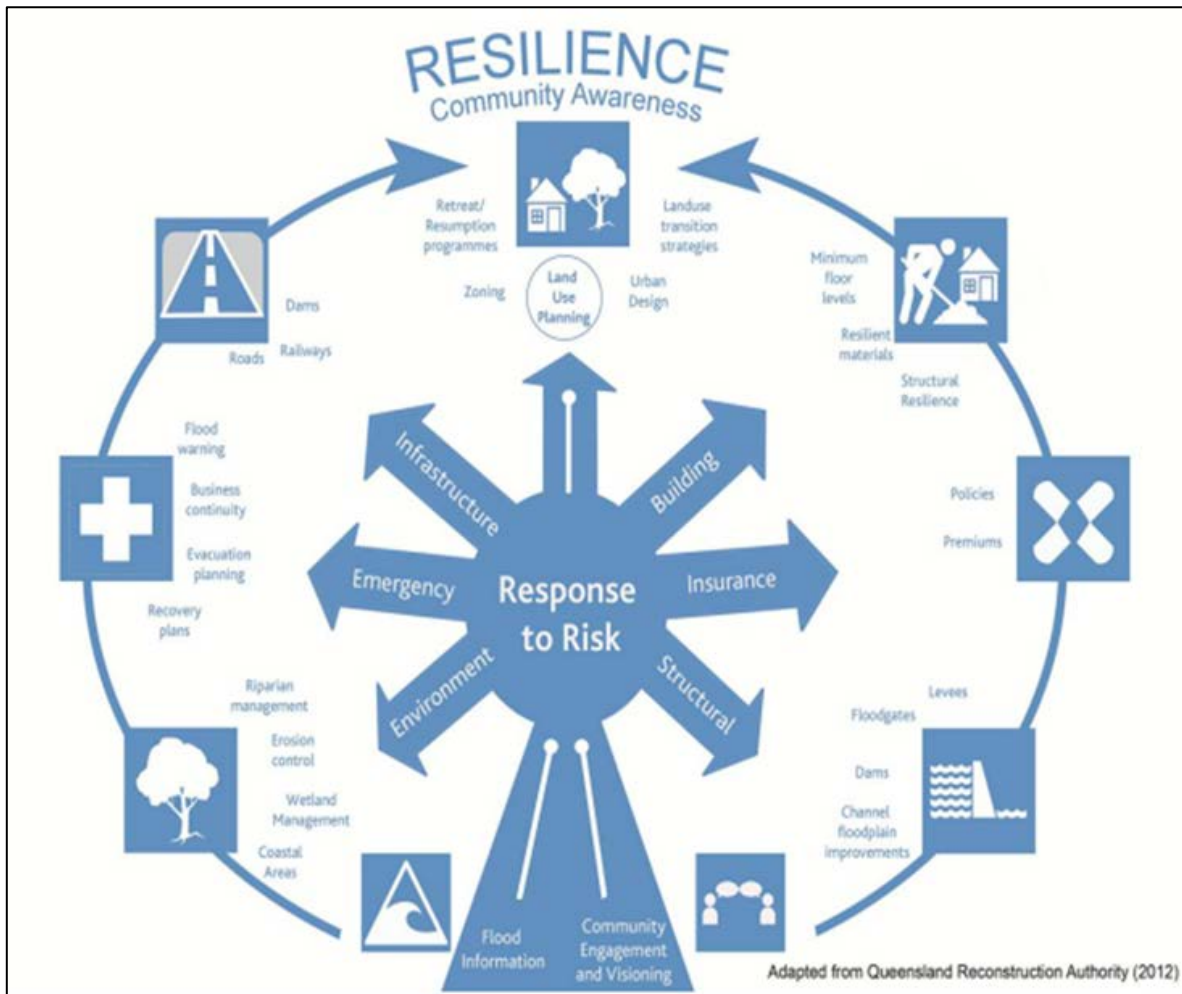 RESILIENCE
Community Awareness
Retreat/
Resumption
programmes
Landuse
transition
strategies
Zoning
Land
Use
Planning
Urban
Design
Dams
Roads
Railways
Minimum
floor
levels
Resilient
materials
Structural
Resilience
Flood
warning
Business
continuity
Evacuation
planning
Recovery
plans
Policies
Premiums
Infrastructure
Building
Emergency
Response
to Risk
Insurance
Environment
Structural
Riparian
management
Erosion
control
Wetland
Management
Coastal
Areas
Levees
Floodgates
Dams
Channel
floodplain
improvements
Flood
Information
Community
Engagement
and Visioning
Adapted from Queensland Reconstruction Authority (2012)